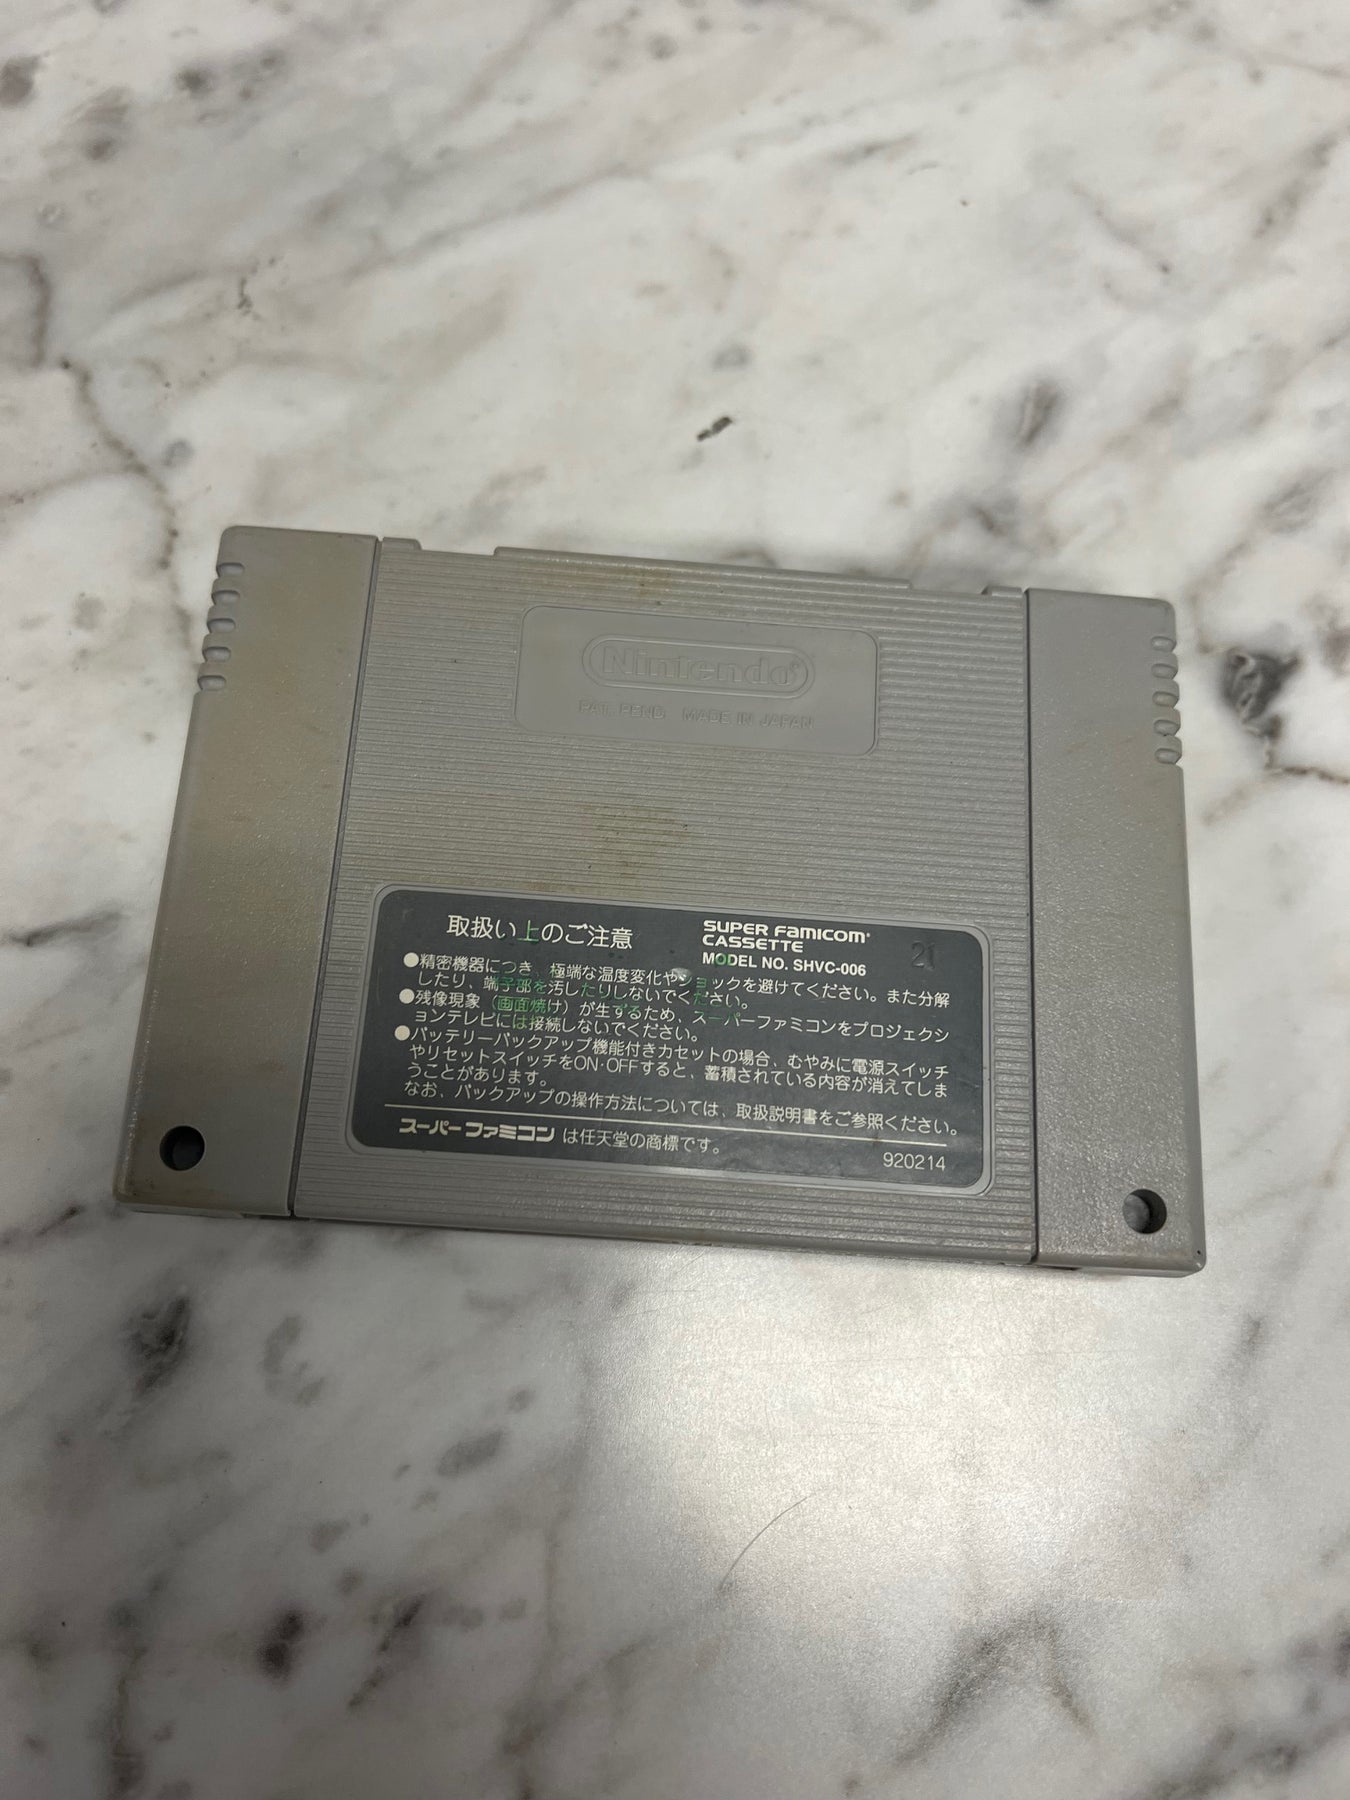 Nintendo®
PAT. PEND MADE IN JAPAN
取扱い上のご注意
SUPER FAMICOM®
CASSETTE
MODEL NO. SHVC-006
21
●精密機器につき、極端な温度変化やショックを避けてください。また分解
したり、端子部を汚したりしないでください。
●残像現象（画面焼け）が生ずるため、スーパーファミコンをプロジェクシ
ョンテレビには接続しないでください。
●バッテリーバックアップ機能付きカセットの場合、むやみに電源スイッチ
やリセットスイッチをON·OFFすると、蓄積されている内容が消えてしま
うことがあります。
なお、バックアップの操作方法については、取扱説明書をご参照ください。
スーパーファミコン は任天堂の商標です。
920214